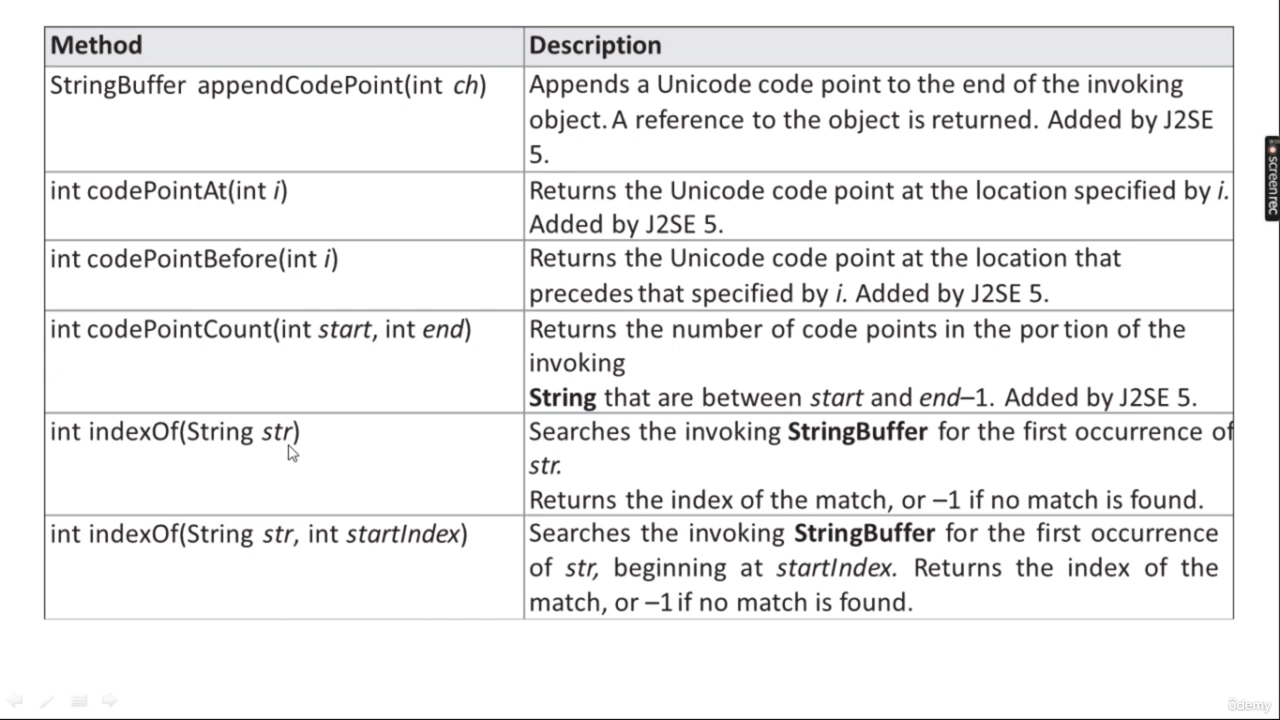 Method
Description
StringBuffer appendCodePoint(int ch)
Appends a Unicode code point to the end of the invoking
object. A reference to the object is returned. Added by J2SE
5.
int codePointAt(int i)
Returns the Unicode code point at the location specified by i.
Added by J2SE 5.
int codePointBefore(int i)
Returns the Unicode code point at the location that
precedes that specified by i. Added by J2SE 5.
int codePointCount(int start, int end)
Returns the number of code points in the por tion of the
invoking
String that are between start and end–1. Added by J2SE 5.
int indexOf(String str)
Searches the invoking StringBuffer for the first occurrence of
str.
Returns the index of the match, or –1 if no match is found.
int indexOf(String str, int startIndex)
Searches the invoking StringBuffer for the first occurrence
of str, beginning at startIndex. Returns the index of the
match, or –1 if no match is found.
screenrec
ûdemy